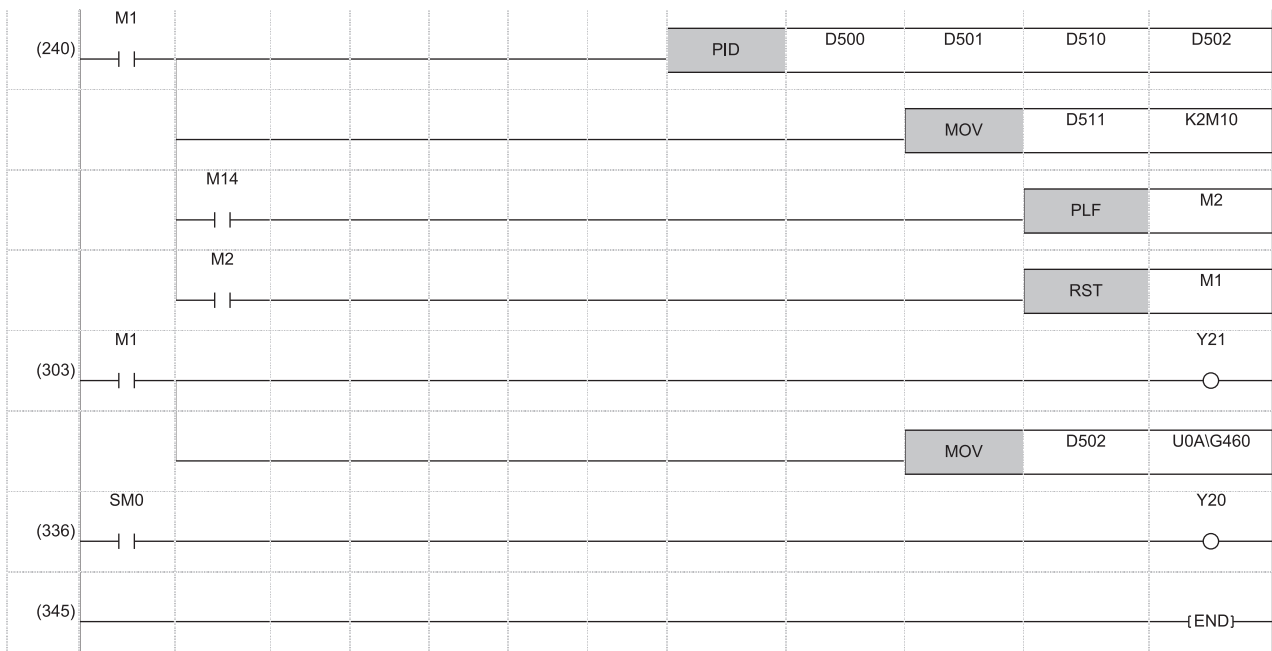 M1
(240) PID D500 D501 D510 D502
MOV D511 K2M10
M14
PLF M2
M2
RST M1
M1 Y21
(303)
MOV D502 U0A\G460
SM0 Y20
(336)
(345) [END]